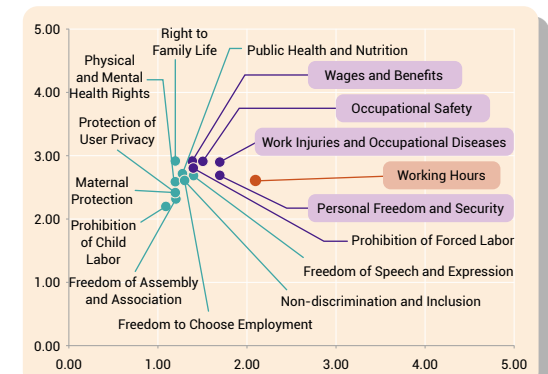 5.00
Right to
Family Life
Public Health and Nutrition
Physical
and Mental
Health Rights
Wages and Benefits
4.00
Occupational Safety
Protection of
User Privacy
Work Injuries and Occupational Diseases
3.00
Working Hours
Maternal
Protection
Personal Freedom and Security
2.00
Prohibition
of Child
Labor
Prohibition of Forced Labor
Freedom of Speech and Expression
1.00
Freedom of Assembly
and Association
Non-discrimination and Inclusion
Freedom to Choose Employment
0.00
0.00 1.00 2.00 3.00 4.00 5.00